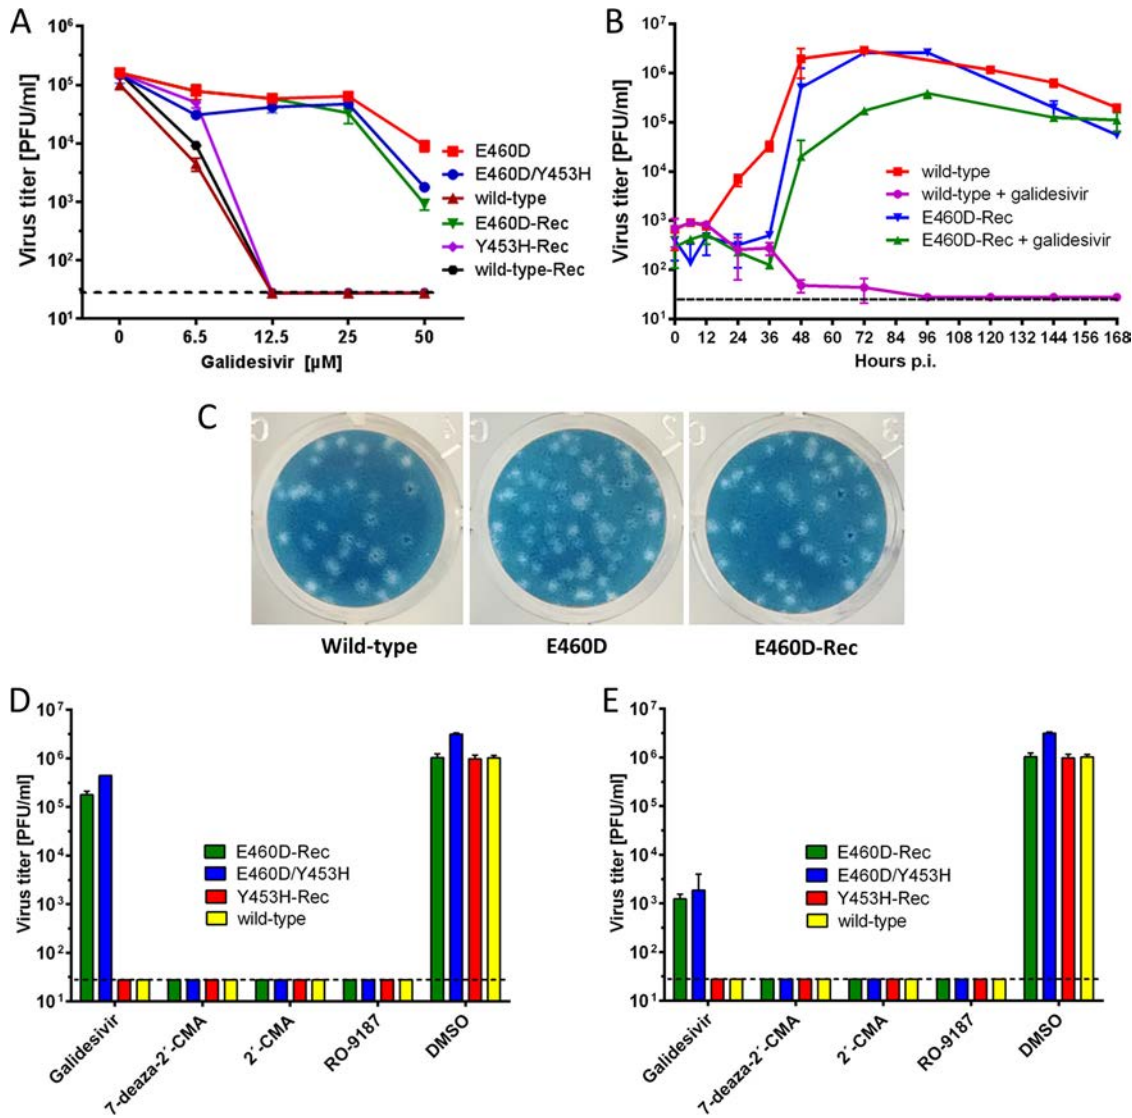 A
Virus titer [PFU/ml]
10⁶
10⁵
10⁴
10³
10²
10¹
0 6.5 12.5 25 50
Galidesivir [µM]
E460D
E460D/Y453H
wild-type
E460D-Rec
Y453H-Rec
wild-type-Rec
B
Virus titer [PFU/ml]
10⁷
10⁶
10⁵
10⁴
10³
10²
10¹
0 12 24 36 48 60 72 84 96 108 120 132 144 156 168
Hours p.i.
wild-type
wild-type + galidesivir
E460D-Rec
E460D-Rec + galidesivir
C
Wild-type E460D E460D-Rec
D
Virus titer [PFU/ml]
10⁷
10⁶
10⁵
10⁴
10³
10²
10¹
E460D-Rec
E460D/Y453H
Y453H-Rec
wild-type
Galidesivir
7-deaza-2´-CMA
2´-CMA
RO-9187
DMSO
E
Virus titer [PFU/ml]
10⁷
10⁶
10⁵
10⁴
10³
10²
10¹
E460D-Rec
E460D/Y453H
Y453H-Rec
wild-type
Galidesivir
7-deaza-2´-CMA
2´-CMA
RO-9187
DMSO